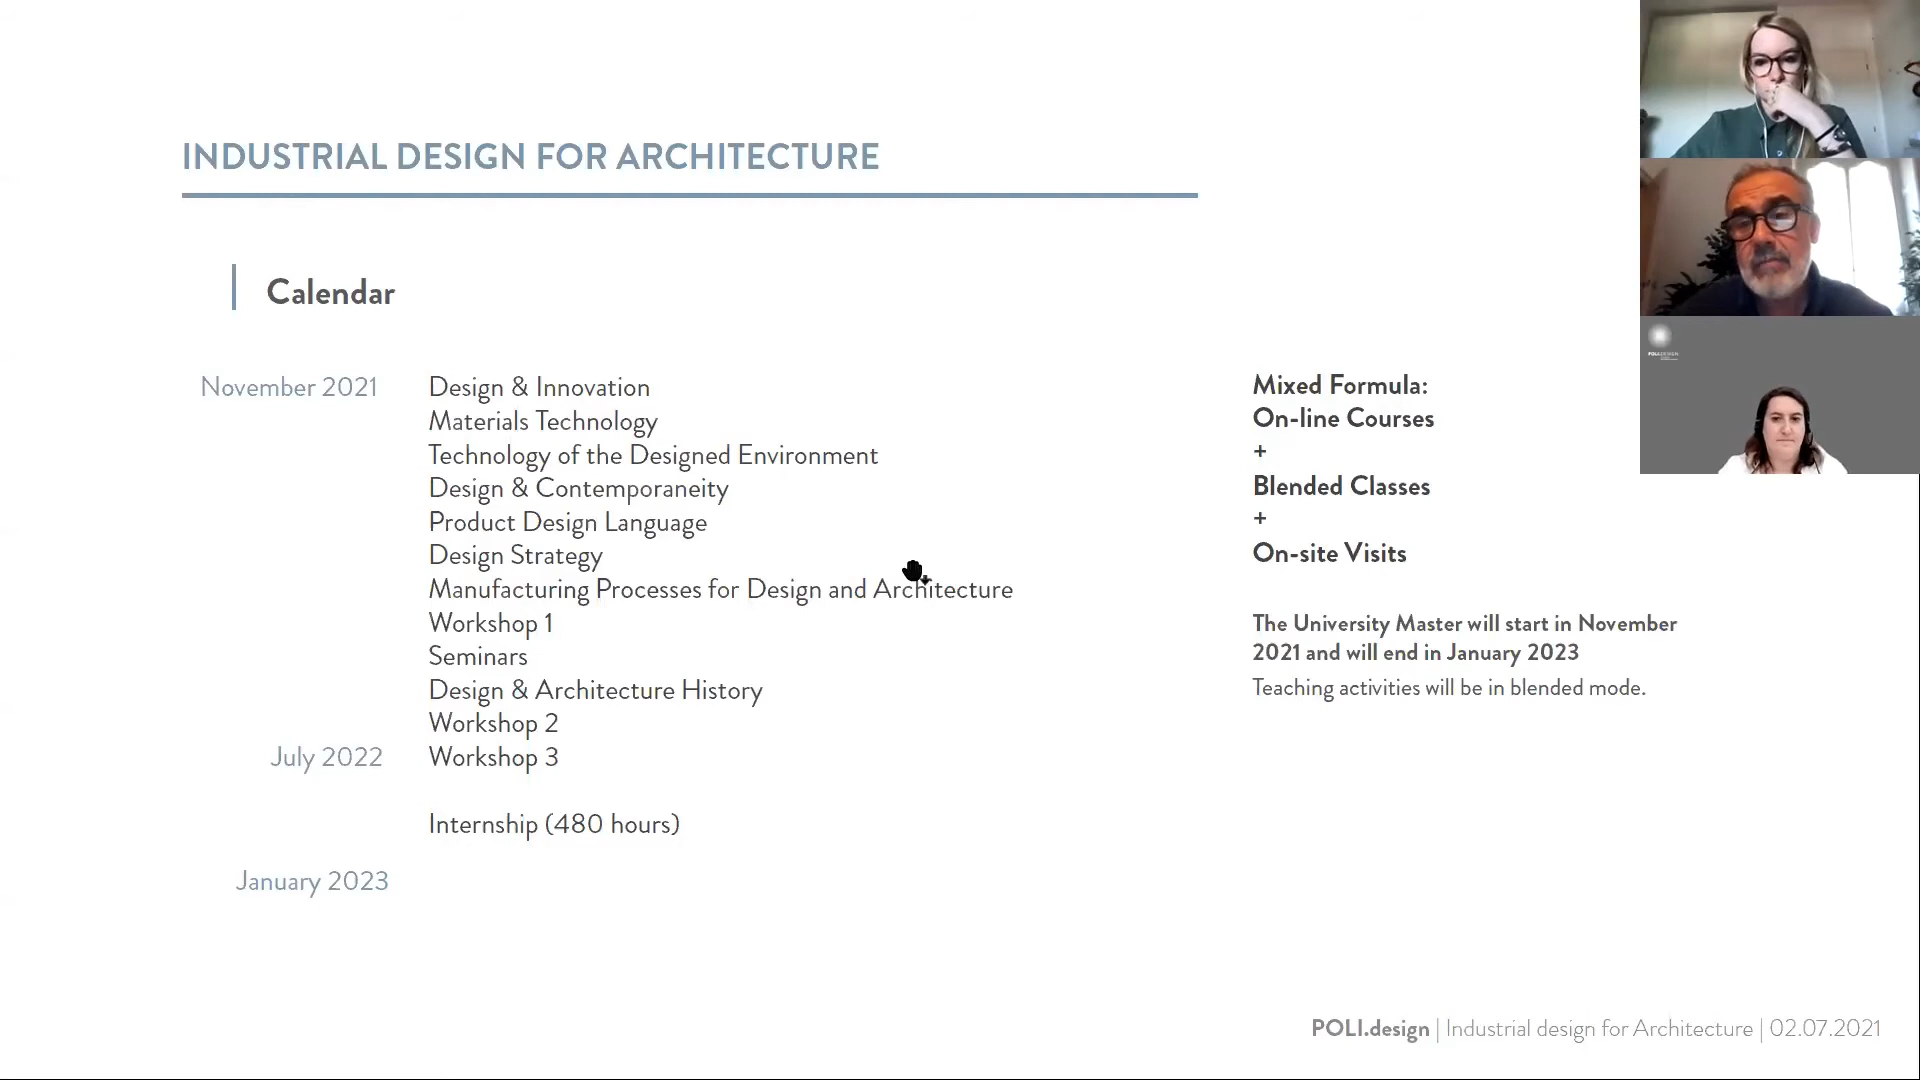 INDUSTRIAL DESIGN FOR ARCHITECTURE
Calendar
November 2021
Design & Innovation
Materials Technology
Technology of the Designed Environment
Design & Contemporaneity
Product Design Language
Design Strategy
Manufacturing Processes for Design and Architecture
Workshop 1
Seminars
Design & Architecture History
Workshop 2
July 2022
Workshop 3
Internship (480 hours)
January 2023
Mixed Formula:
On-line Courses
+
Blended Classes
+
On-site Visits
The University Master will start in November
2021 and will end in January 2023
Teaching activities will be in blended mode.
POLI.design
POLI.design | Industrial design for Architecture | 02.07.2021